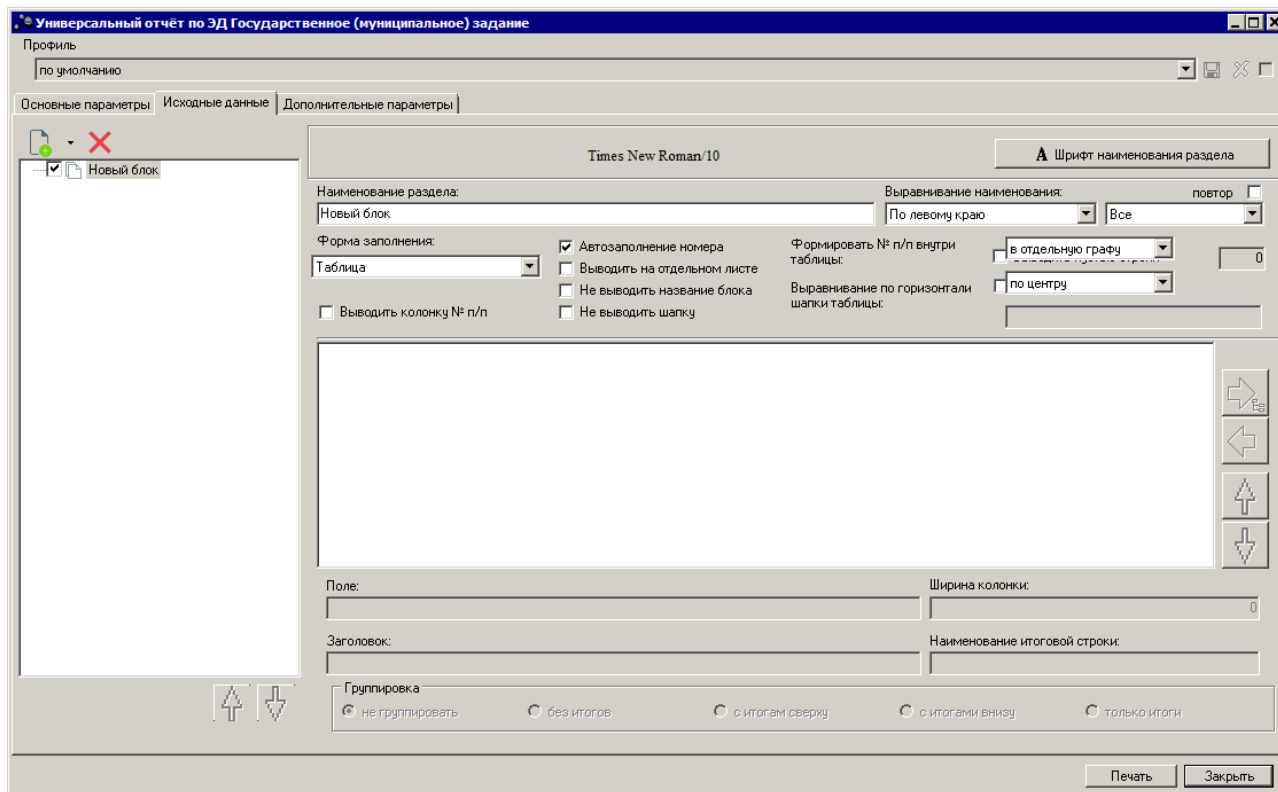 Универсальный отчёт по ЭД Государственное (муниципальное) задание
Профиль
по умолчанию
Основные параметры Исходные данные Дополнительные параметры
Новый блок
Times New Roman/10
A Шрифт наименования раздела
Наименование раздела: Выравнивание наименования: повтор
Новый блок По левому краю Все
Форма заполнения: Автозаполнение номера Формировать № п/п внутри таблицы: в отдельную графу 0
Таблица Выводить на отдельном листе
Не выводить название блока Выравнивание по горизонтали шапки таблицы: по центру
Выводить колонку № п/п Не выводить шапку
Поле: Ширина колонки:
0
Заголовок: Наименование итоговой строки:
Группировка
не группировать без итогов с итогам сверху с итогами внизу только итоги
Печать Закрыть